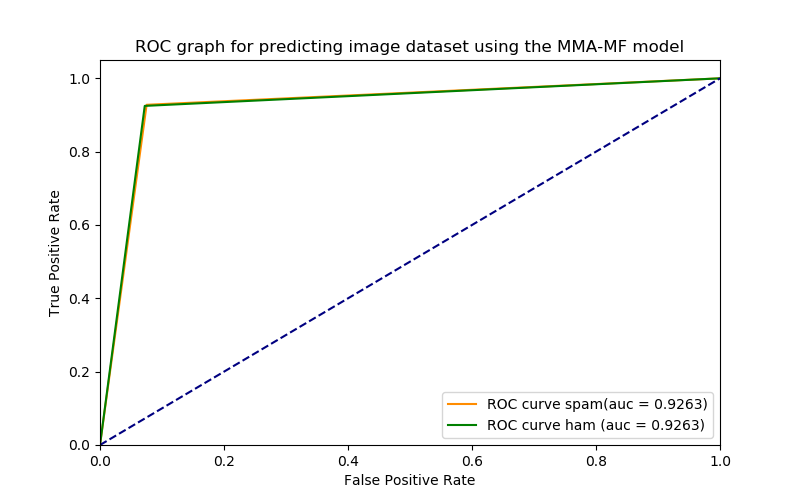 ROC graph for predicting image dataset using the MMA-MF model
1.0
0.8
0.6
0.4
0.2
0.0
True Positive Rate
ROC curve spam(auc = 0.9263)
ROC curve ham (auc = 0.9263)
0.0 0.2 0.4 0.6 0.8 1.0
False Positive Rate